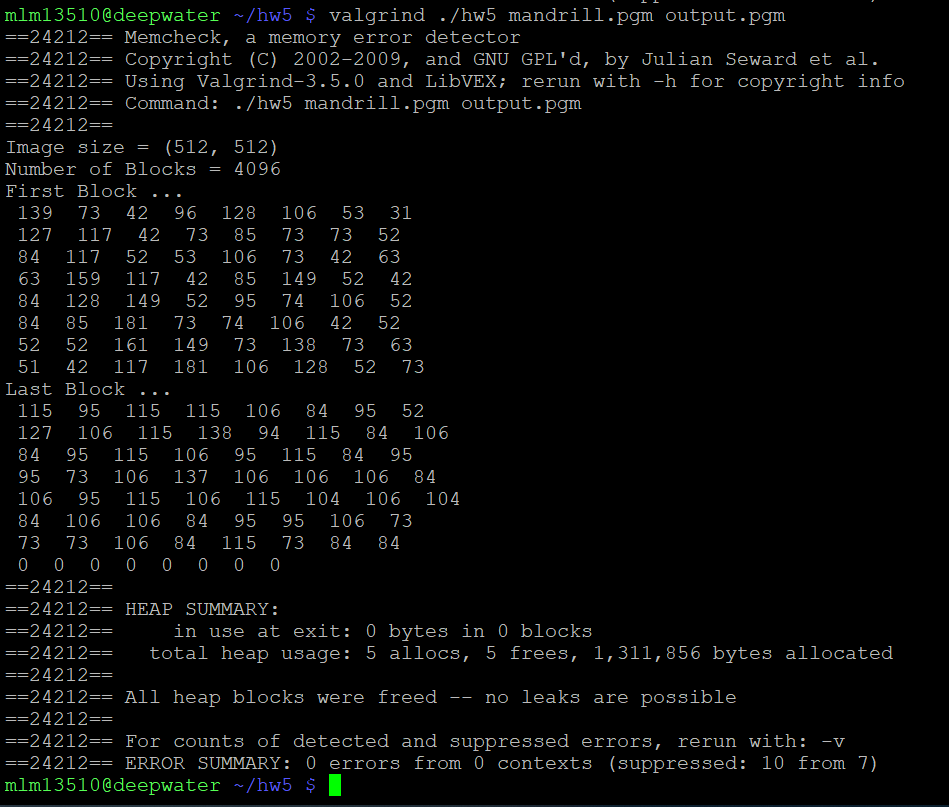 mlm13510@deepwater ~/hw5 $ valgrind ./hw5 mandrill.pgm output.pgm
==24212== Memcheck, a memory error detector
==24212== Copyright (C) 2002-2009, and GNU GPL'd, by Julian Seward et al.
==24212== Using Valgrind-3.5.0 and LibVEX; rerun with -h for copyright info
==24212== Command: ./hw5 mandrill.pgm output.pgm
==24212==
Image size = (512, 512)
Number of Blocks = 4096
First Block ...
139 73 42 96 128 106 53 31
127 117 42 73 85 73 73 52
84 117 52 53 106 73 42 63
63 159 117 42 85 149 52 42
84 128 149 52 95 74 106 52
84 85 181 73 74 106 42 52
52 52 161 149 73 138 73 63
51 42 117 181 106 128 52 73
Last Block ...
115 95 115 115 106 84 95 52
127 106 115 138 94 115 84 106
84 95 115 106 95 115 84 95
95 73 106 137 106 106 106 84
106 95 115 106 115 104 106 104
84 106 106 84 95 95 106 73
73 73 106 84 115 73 84 84
0 0 0 0 0 0 0 0
==24212==
==24212== HEAP SUMMARY:
==24212== in use at exit: 0 bytes in 0 blocks
==24212== total heap usage: 5 allocs, 5 frees, 1,311,856 bytes allocated
==24212==
==24212== All heap blocks were freed -- no leaks are possible
==24212==
==24212== For counts of detected and suppressed errors, rerun with: -v
==24212== ERROR SUMMARY: 0 errors from 0 contexts (suppressed: 10 from 7)
mlm13510@deepwater ~/hw5 $